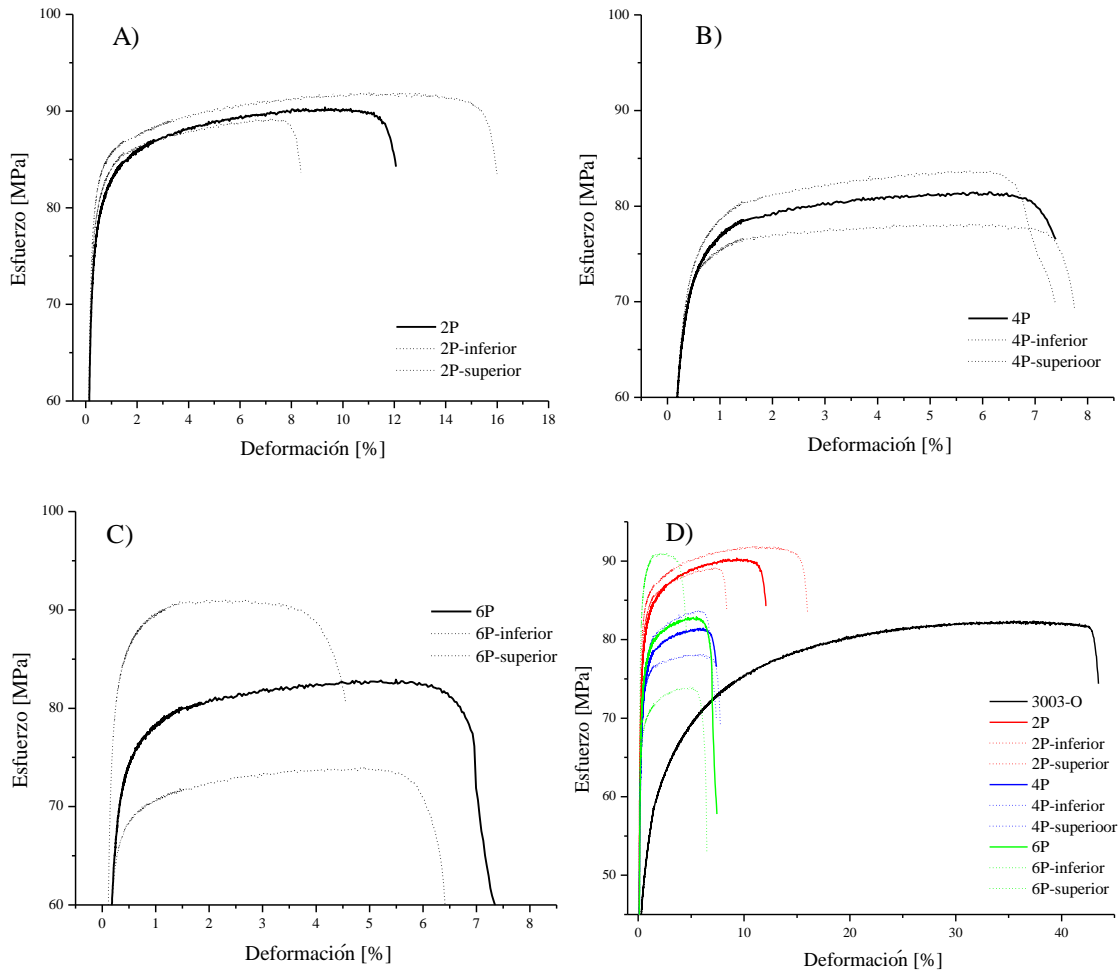 A)
100
90
80
70
60
Esfuerzo [MPa]
0 2 4 6 8 10 12 14 16 18
Deformación [%]
2P
2P-inferior
2P-superior
B)
100
90
80
70
60
Esfuerzo [MPa]
0 1 2 3 4 5 6 7 8
Deformación [%]
4P
4P-inferior
4P-superioor
C)
100
90
80
70
60
Esfuerzo [MPa]
0 1 2 3 4 5 6 7 8
Deformación [%]
6P
6P-inferior
6P-superior
D)
90
80
70
60
50
Esfuerzo [MPa]
0 10 20 30 40
Deformación [%]
3003-O
2P
2P-inferior
2P-superior
4P
4P-inferior
4P-superioor
6P
6P-inferior
6P-superior